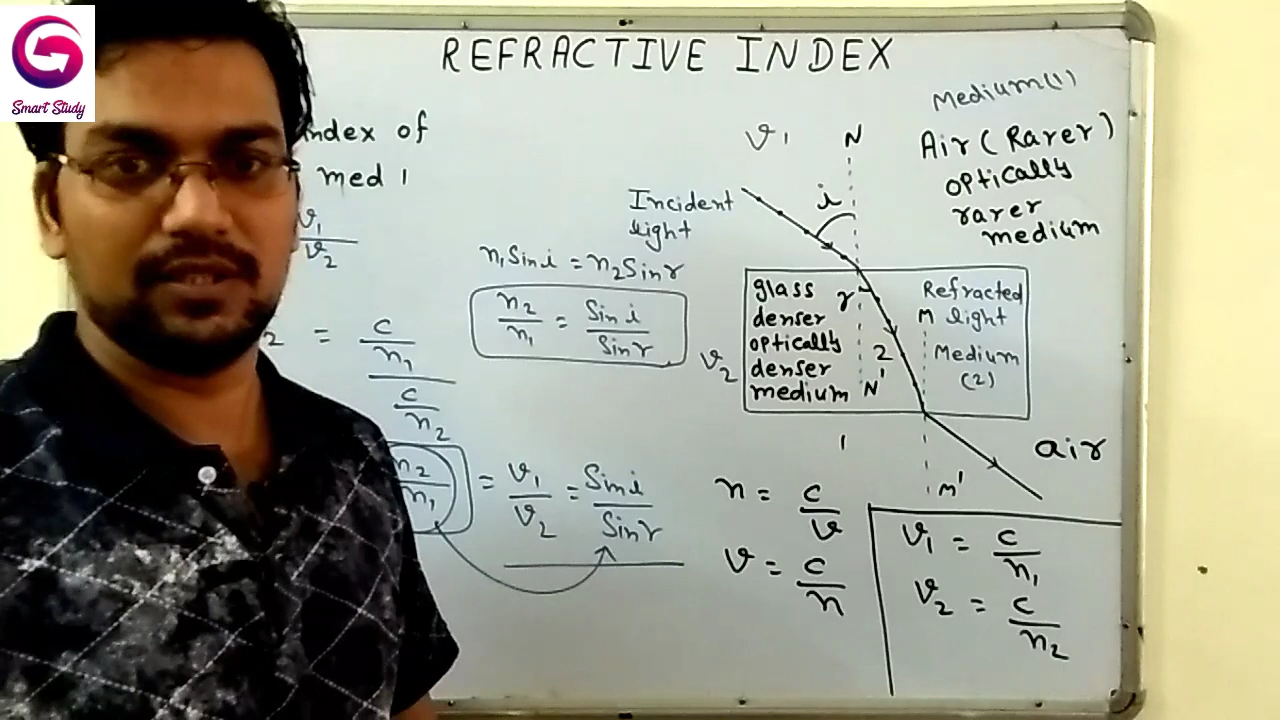 Smart Study
REFRACTIVE INDEX
index of
med 1
v1
v2
2 = c
n1
c
n2
n2
n1
= v1 = Sin i
v2 Sin r
n1 Sin i = n2 Sin r
n2 = Sin i
n1 Sin r
Incident
light
v1
N
i
Medium (1)
Air (Rarer)
optically
rarer
medium
v2
glass
denser
optically
denser
medium
r
2
N'
1
Refracted
M light
Medium
(2)
M'
air
n = c
v
v = c
n
v1 = c
n1
v2 = c
n2